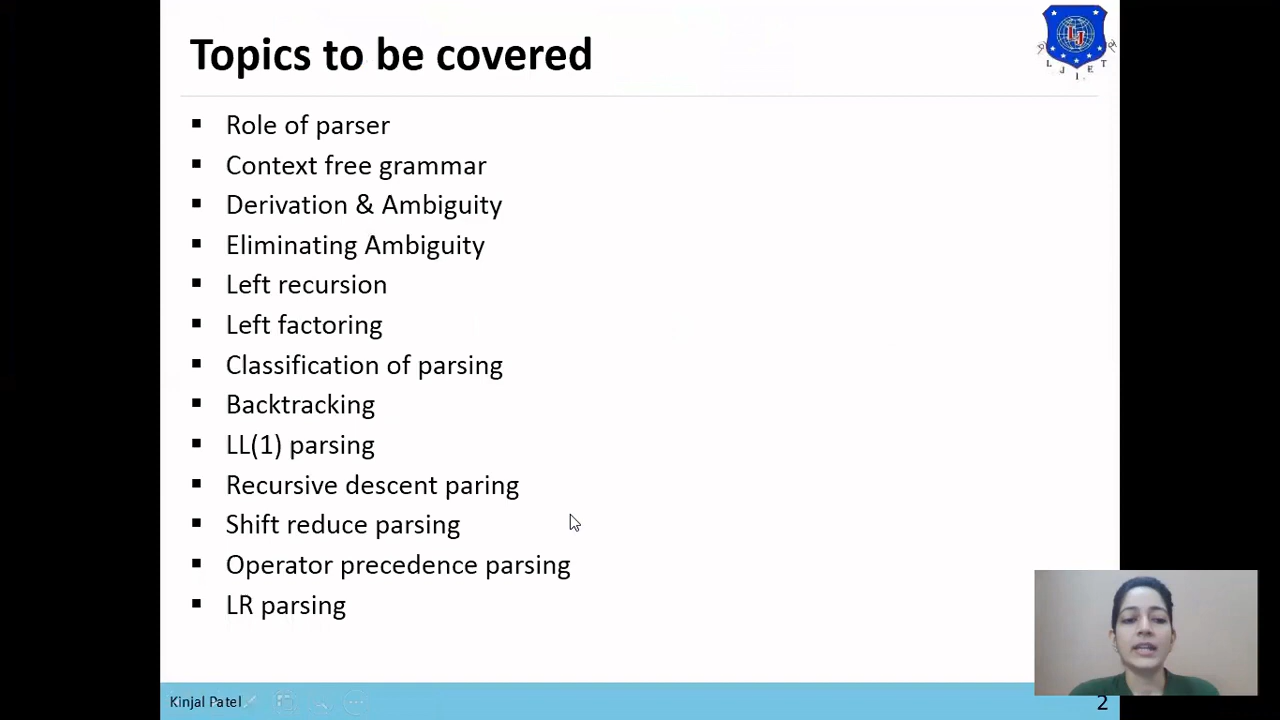 Topics to be covered
L J I E T
Role of parser
Context free grammar
Derivation & Ambiguity
Eliminating Ambiguity
Left recursion
Left factoring
Classification of parsing
Backtracking
LL(1) parsing
Recursive descent paring
Shift reduce parsing
Operator precedence parsing
LR parsing
Kinjal Patel
2